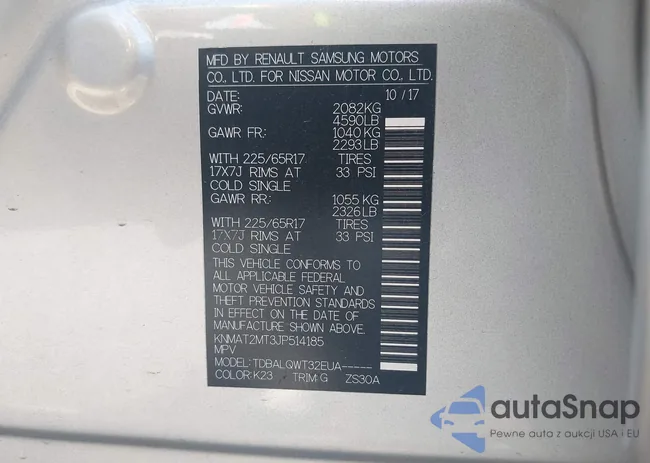 MFD BY RENAULT SAMSUNG MOTORS
CO., LTD. FOR NISSAN MOTOR CO., LTD.
DATE: 10 / 17
GVWR: 2082KG
4590LB
GAWR FR: 1040 KG
2293LB
WITH 225/65R17 TIRES
17X7J RIMS AT 33 PSI
COLD SINGLE
GAWR RR: 1055 KG
2326LB
WITH 225/65R17 TIRES
17X7J RIMS AT 33 PSI
COLD SINGLE
THIS VEHICLE CONFORMS TO
ALL APPLICABLE FEDERAL
MOTOR VEHICLE SAFETY AND
THEFT PREVENTION STANDARDS
IN EFFECT ON THE DATE OF
MANUFACTURE SHOWN ABOVE.
KNMAT2MT3JP514185
MPV
MODEL: TDBALQWT32EUA-----
COLOR: K23 TRIM: G ZS30A
autaSnap
Pewne auta z aukcji USA i EU